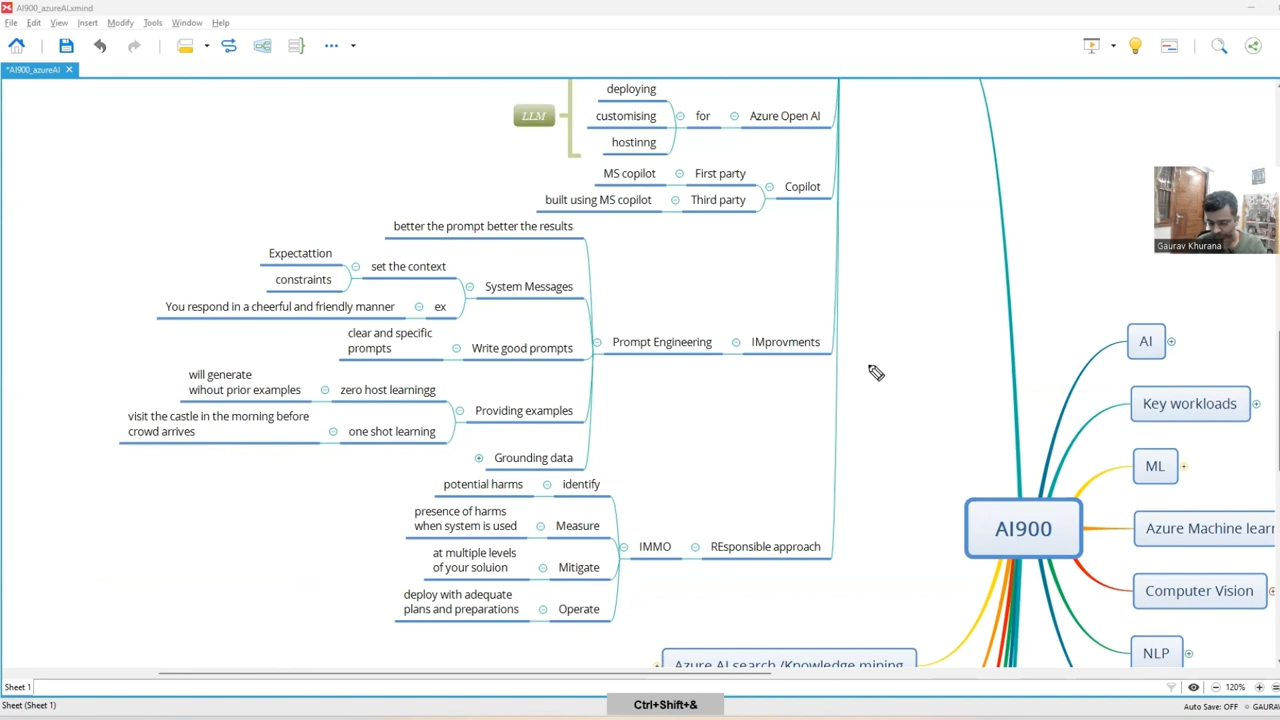 AI900_azureAI.xmind
File Edit View Insert Modify Tools Window Help
*AI900_azureAI
deploying
LLM
customising
for
Azure Open AI
hostinng
MS copilot
First party
Copilot
built using MS copilot
Third party
better the prompt better the results
Expectattion
set the context
constraints
System Messages
You respond in a cheerful and friendly manner
ex
clear and specific
prompts
Write good prompts
Prompt Engineering
IMprovments
will generate
wihout prior examples
zero host learningg
Providing examples
visit the castle in the morning before
crowd arrives
one shot learning
Grounding data
potential harms
identify
presence of harms
when system is used
Measure
IMMO
REsponsible approach
at multiple levels
of your soluion
Mitigate
deploy with adequate
plans and preparations
Operate
Gaurav Khurana
AI
Key workloads
ML
AI900
Azure Machine learn
Computer Vision
NLP
Azure AI search /Knowledge mining
Sheet 1
120%
Sheet (Sheet 1)
Ctrl+Shift+&
Auto Save: OFF
GAURAV